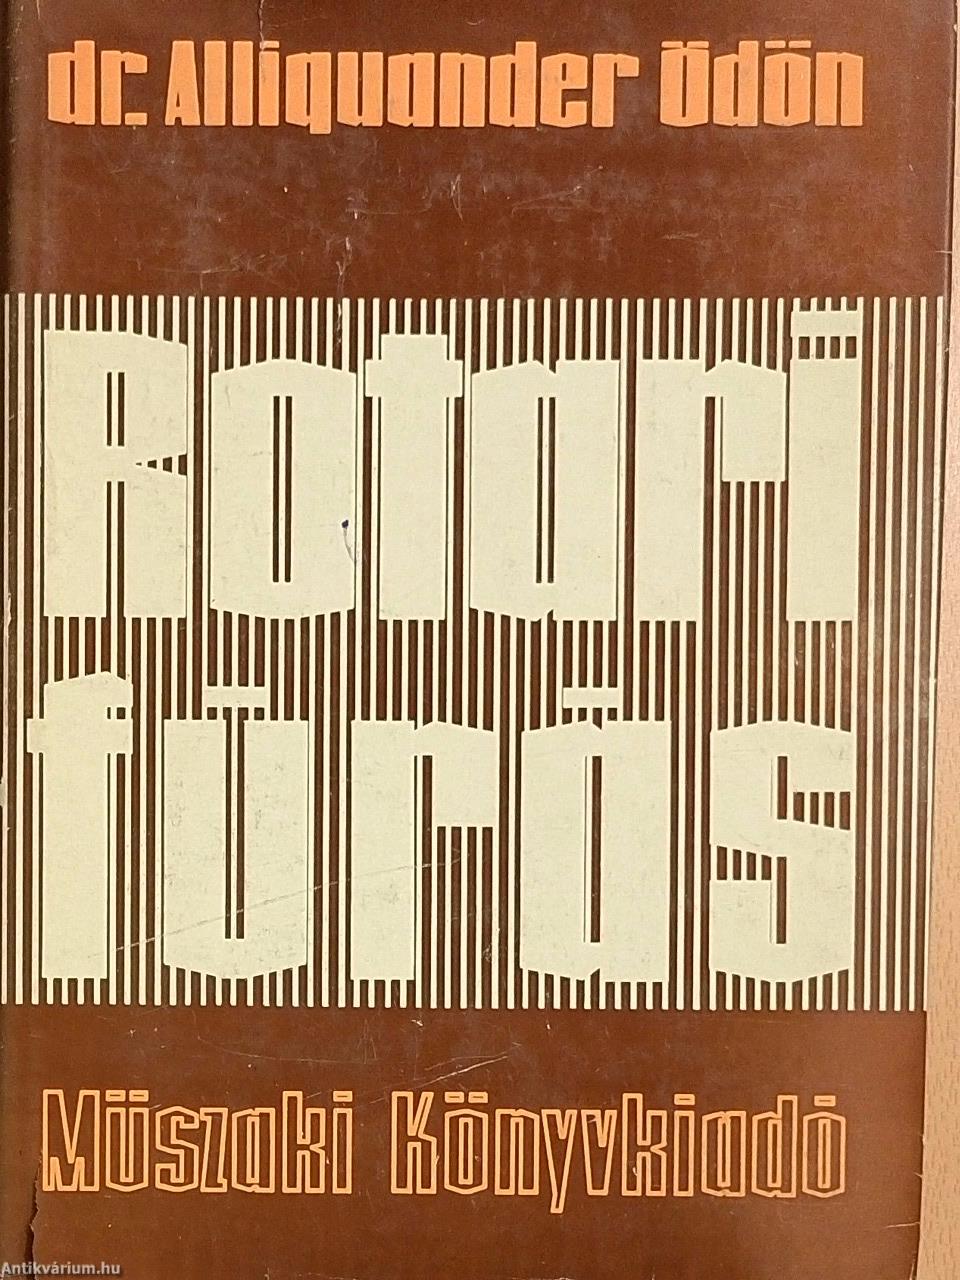 dr. Alliquander Ödön
Rotari
fúrás
Műszaki Könyvkiadó
Antikvárium.hu